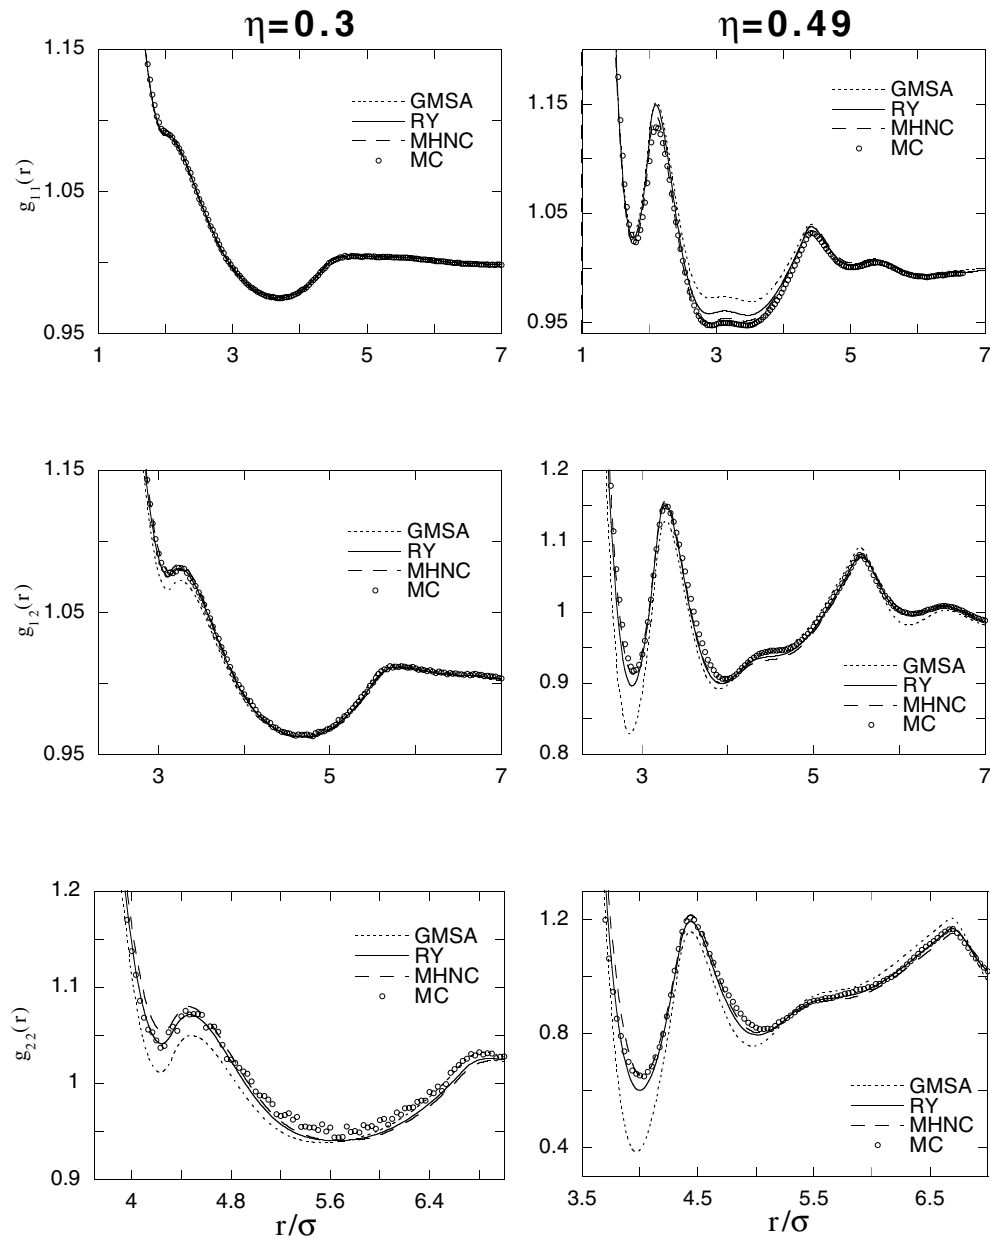 η=0.3
η=0.49
1.15
1.05
0.95
g11(r)
GMSA
RY
MHNC
MC
1 3 5 7
1.15
1.05
0.95
GMSA
RY
MHNC
MC
1 3 5 7
1.15
1.05
0.95
g12(r)
GMSA
RY
MHNC
MC
3 5 7
1.2
1.1
1
0.9
0.8
GMSA
RY
MHNC
MC
3 5 7
1.2
1.1
1
0.9
g22(r)
GMSA
RY
MHNC
MC
4 4.8 5.6 6.4
r/σ
1.2
0.8
0.4
GMSA
RY
MHNC
MC
3.5 4.5 5.5 6.5
r/σ